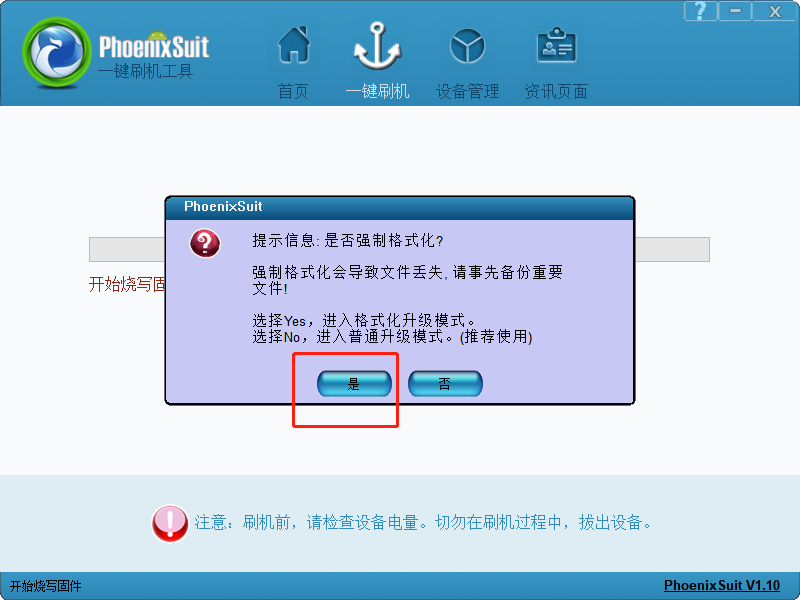 PhoenixSuit
一键刷机工具
首页
一键刷机
设备管理
资讯页面
PhoenixSuit
提示信息: 是否强制格式化?
强制格式化会导致文件丢失, 请事先备份重要
文件!
选择Yes，进入格式化升级模式。
选择No，进入普通升级模式。(推荐使用)
是
否
开始烧写固
注意：刷机前，请检查设备电量。切勿在刷机过程中，拔出设备。
开始烧写固件
PhoenixSuit V1.10